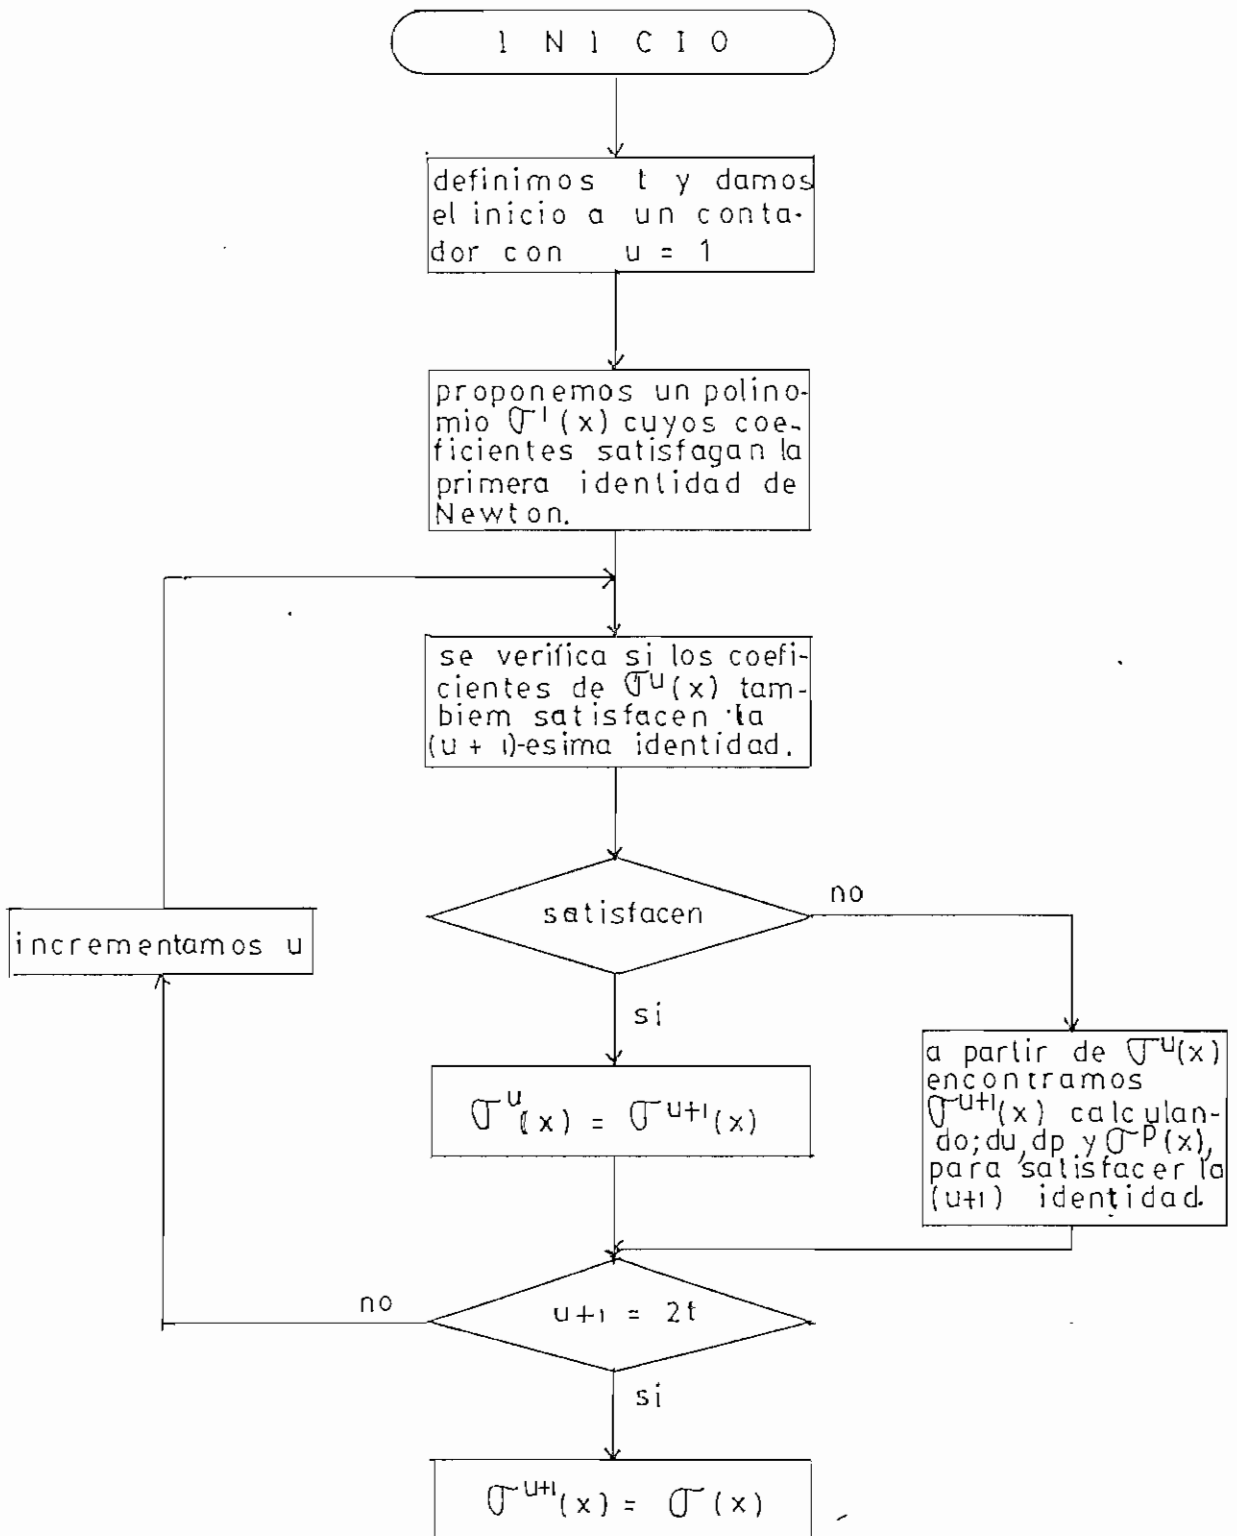 I N I C I O
definimos t y damos
el inicio a un conta-
dor con u = 1
proponemos un polino-
mio σ¹(x) cuyos coe-
ficientes satisfagan la
primera identidad de
Newton.
se verifica si los coefi-
cientes de σᵘ(x) tam-
biem satisfacen la
(u + 1)-esima identidad.
satisfacen
no
incrementamos u
si
a partir de σᵘ(x)
encontramos
σᵘ⁺¹(x) calculan-
do; du, dp y σᵖ(x),
para satisfacer la
(u+1) identidad.
σᵘ(x) = σᵘ⁺¹(x)
no
u+1 = 2t
si
σᵘ⁺¹(x) = σ(x)